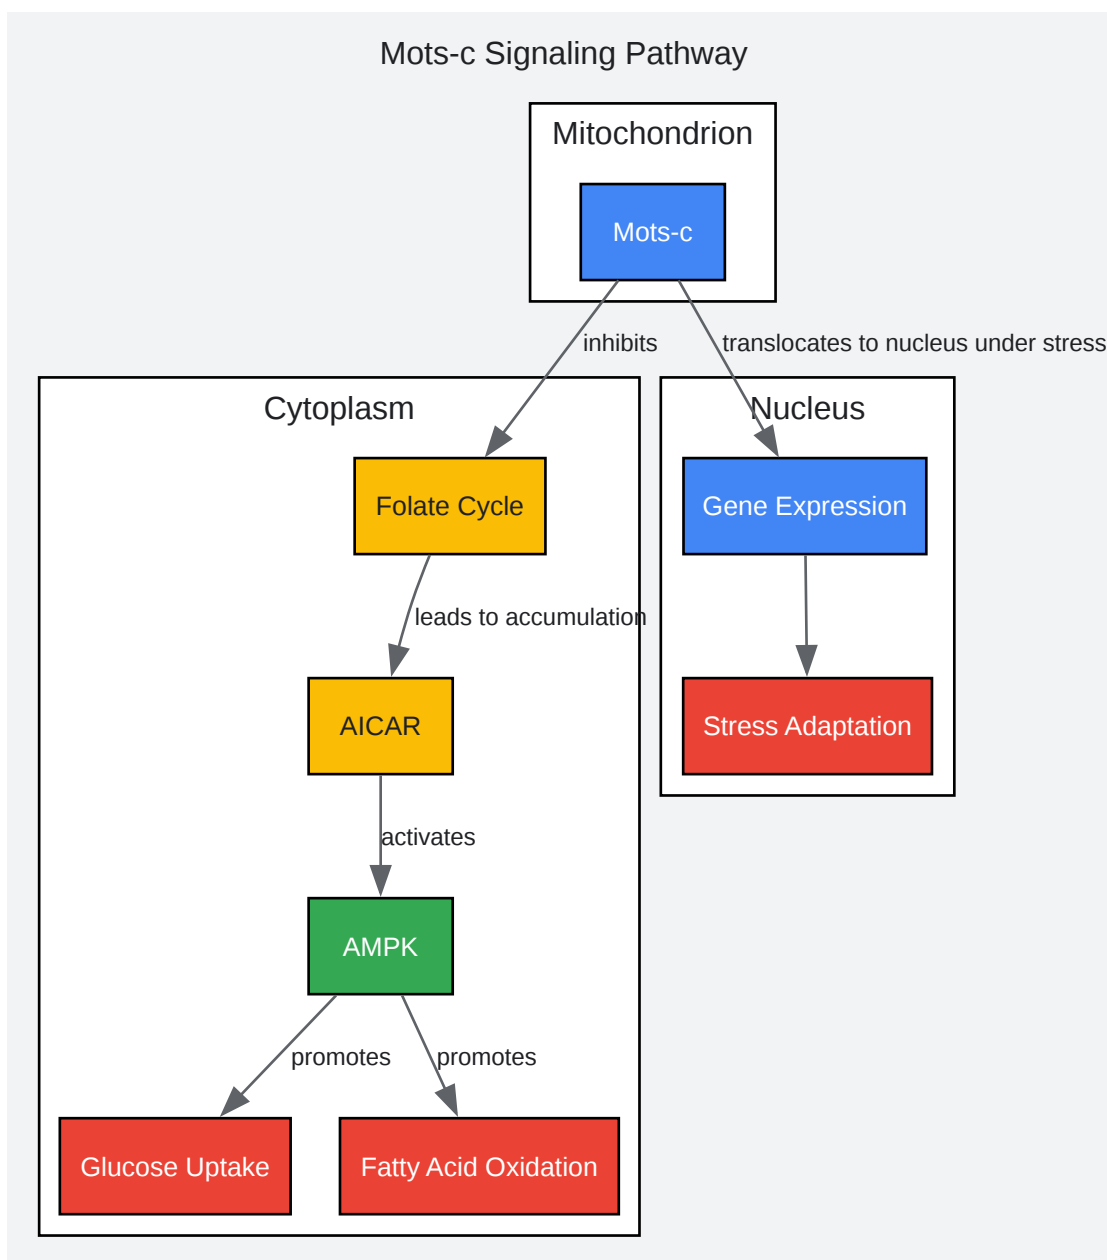 Mots-c Signaling Pathway
Mitochondrion
Mots-c
inhibits
translocates to nucleus under stress
Cytoplasm
Nucleus
Folate Cycle
Gene Expression
leads to accumulation
AICAR
Stress Adaptation
activates
AMPK
promotes
promotes
Glucose Uptake
Fatty Acid Oxidation